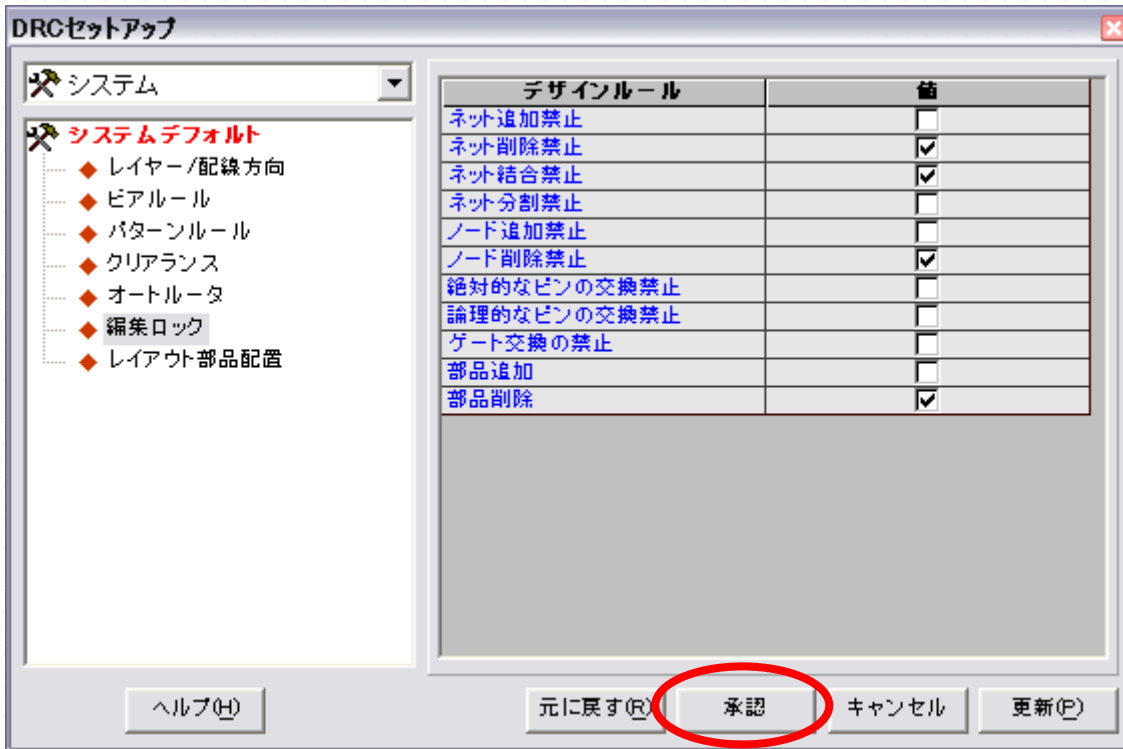 DRCセットアップ
システム
システムデフォルト
レイヤー/配線方向
ビアルール
パターンルール
クリアランス
オートルータ
編集ロック
レイアウト部品配置
デザインルール 値
ネット追加禁止
ネット削除禁止
ネット結合禁止
ネット分割禁止
ノード追加禁止
ノード削除禁止
絶対的なピンの交換禁止
論理的なピンの交換禁止
ゲート交換の禁止
部品追加
部品削除
ヘルプ(H) 元に戻す(R) 承認 キャンセル 更新(P)